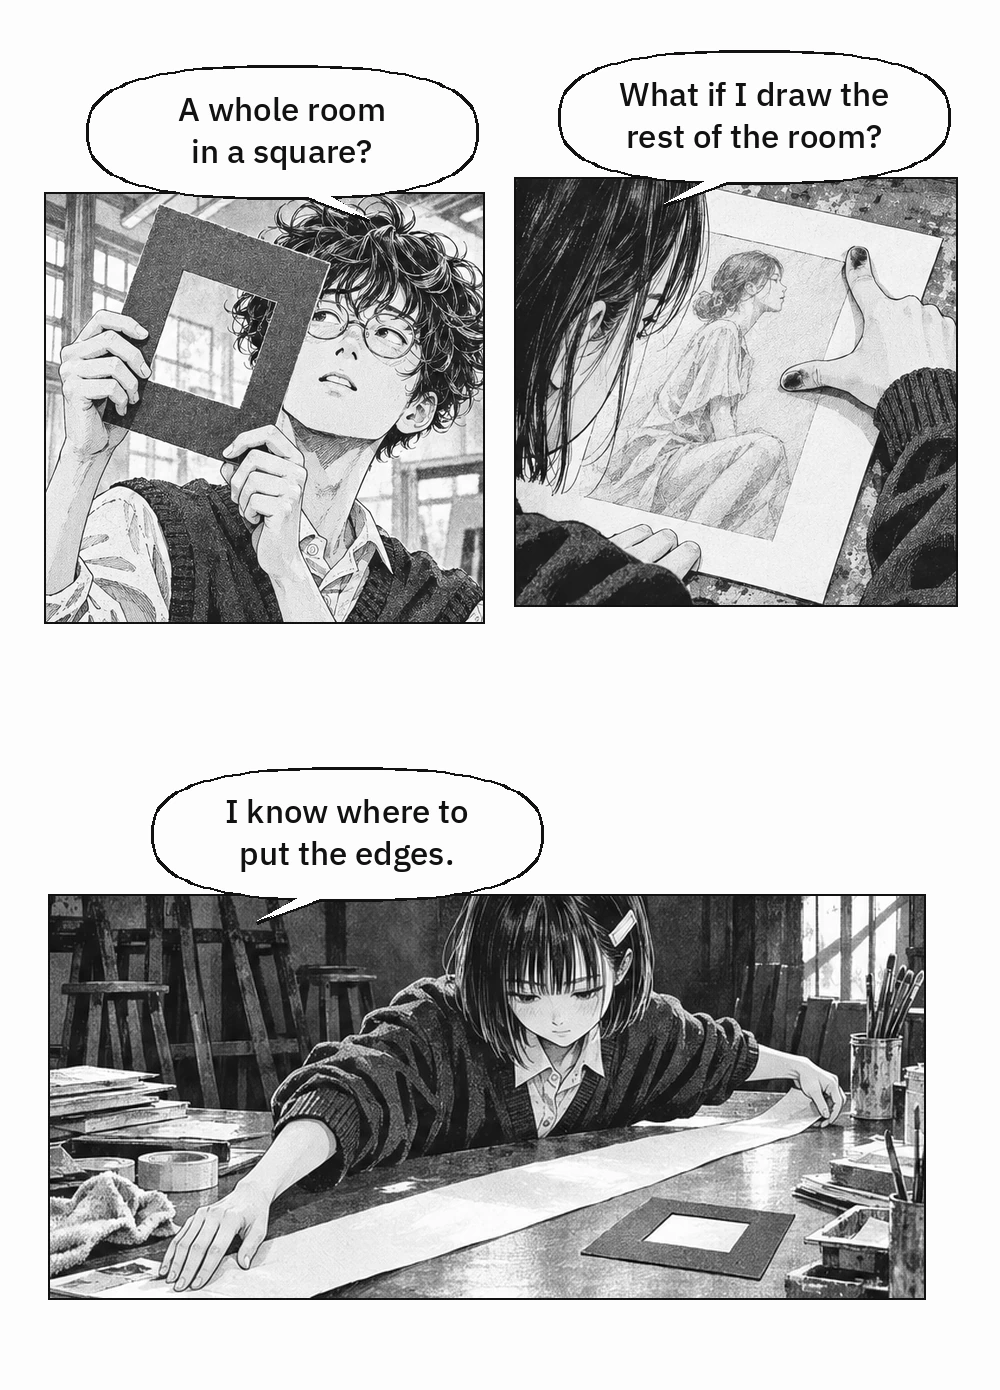 A whole room
in a square?
What if I draw the
rest of the room?
I know where to
put the edges.